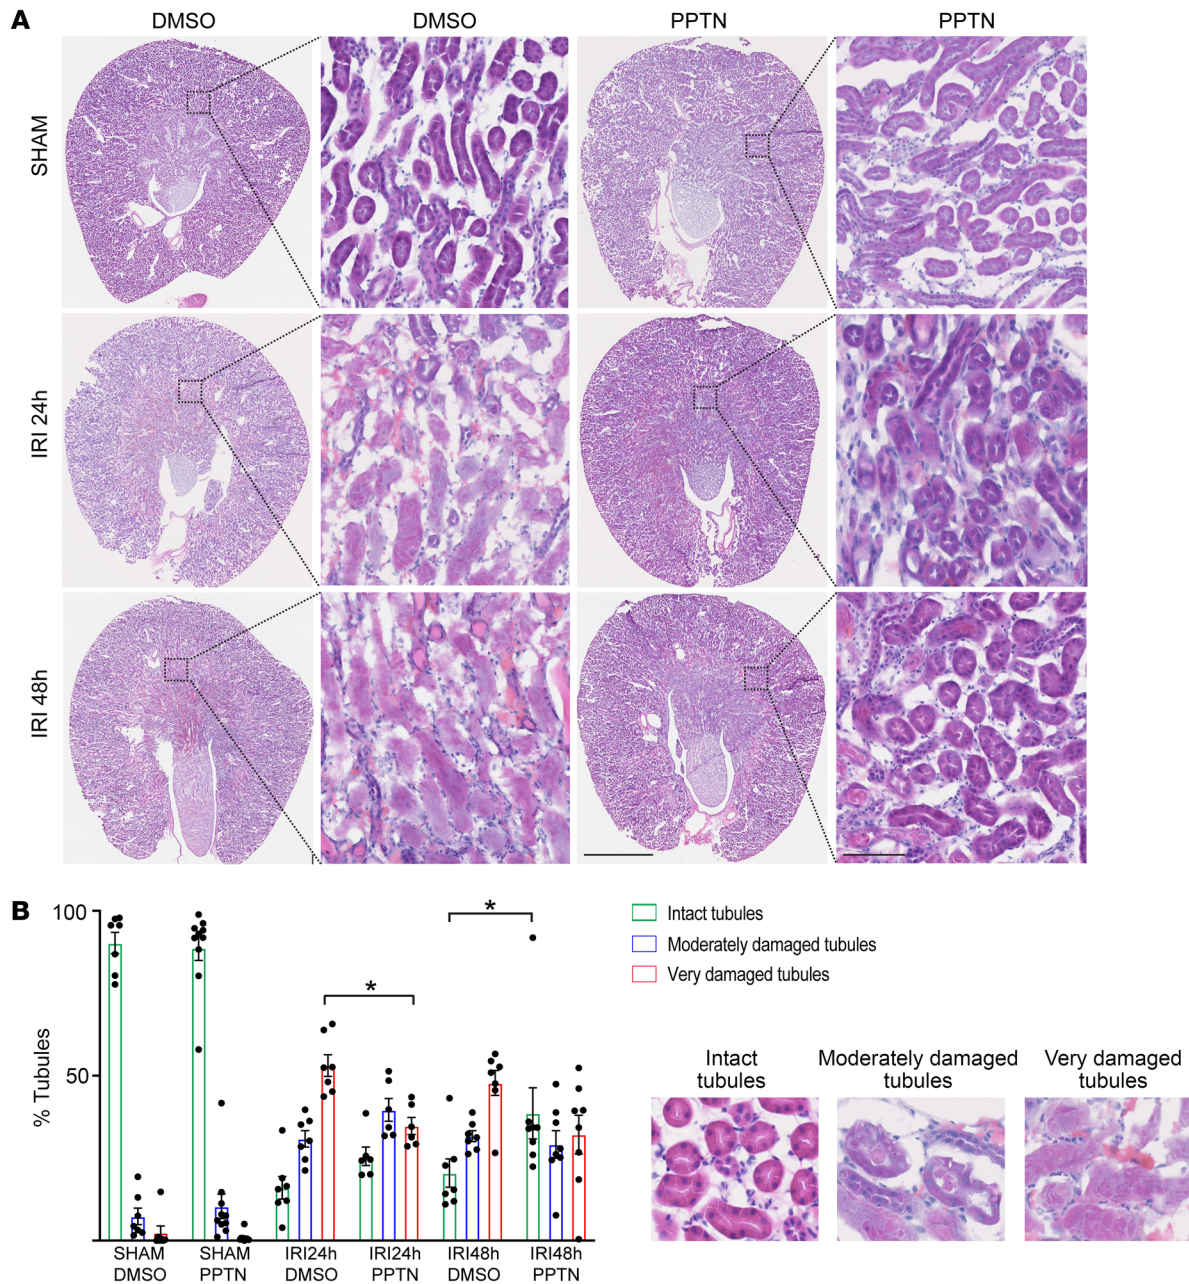 A
DMSO DMSO PPTN PPTN
SHAM
IRI 24h
IRI 48h
B
% Tubules
100
50
*
*
Intact tubules
Moderately damaged tubules
Very damaged tubules
SHAM DMSO
SHAM PPTN
IRI24h DMSO
IRI24h PPTN
IRI48h DMSO
IRI48h PPTN
Intact
tubules
Moderately damaged
tubules
Very damaged
tubules